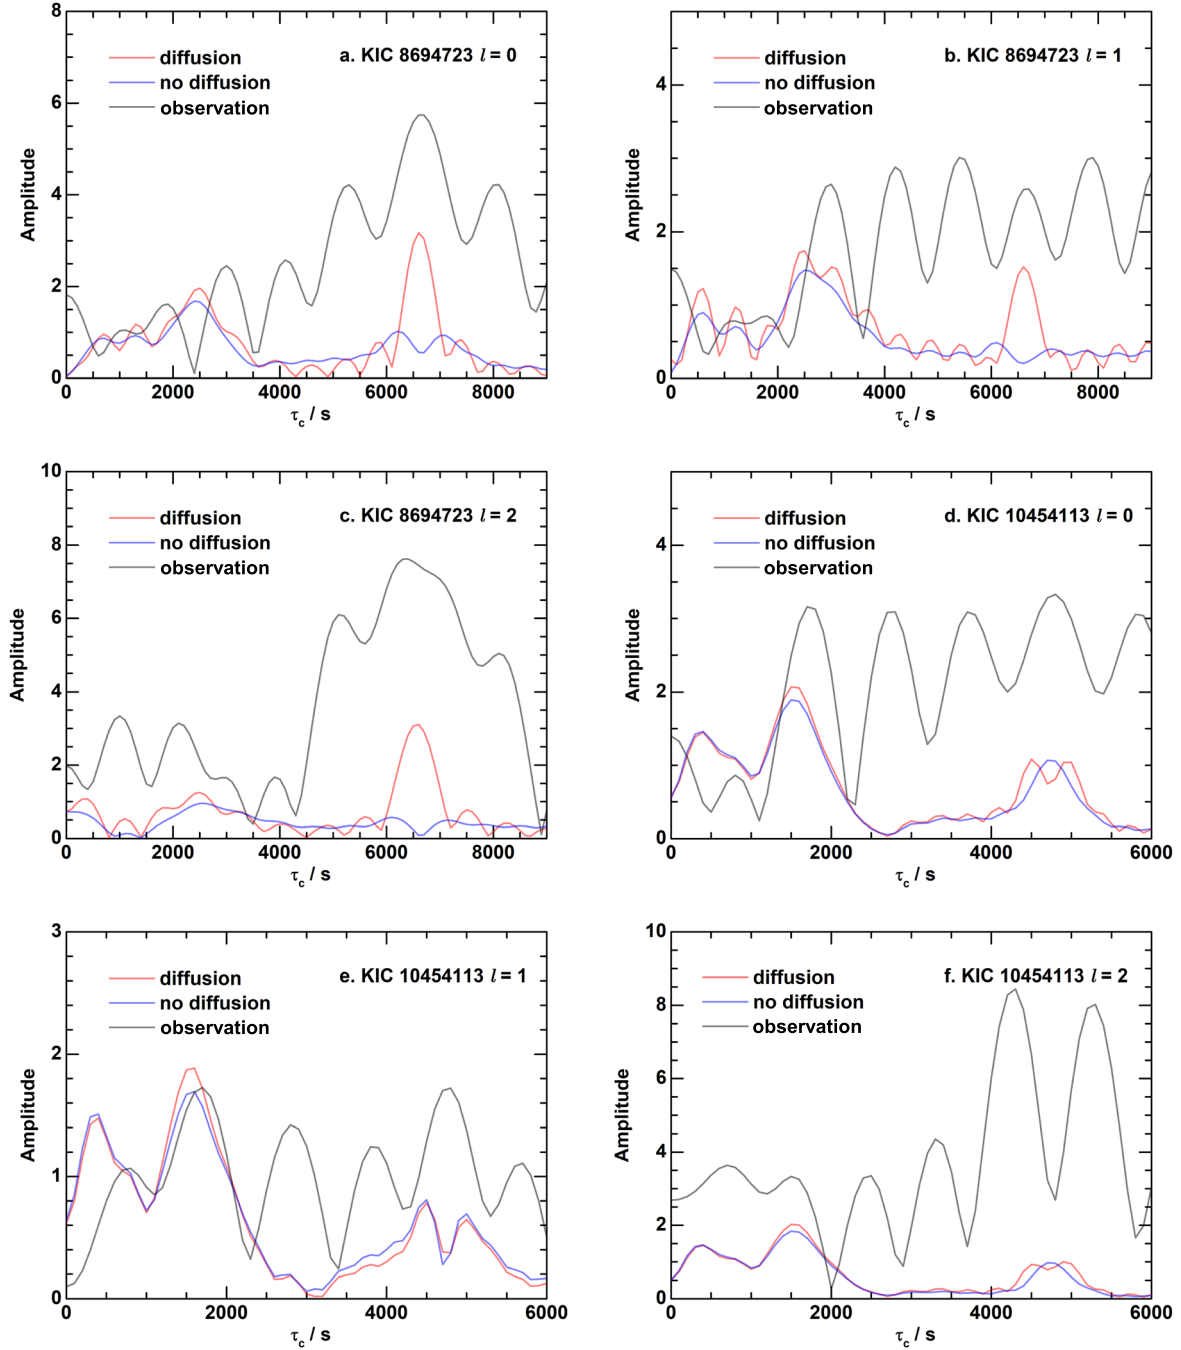 a. KIC 8694723 l = 0
diffusion
no diffusion
observation
8
6
4
2
0
Amplitude
0 2000 4000 6000 8000
τc / s
b. KIC 8694723 l = 1
diffusion
no diffusion
observation
4
2
0
Amplitude
0 2000 4000 6000 8000
τc / s
c. KIC 8694723 l = 2
diffusion
no diffusion
observation
10
8
6
4
2
0
Amplitude
0 2000 4000 6000 8000
τc / s
d. KIC 10454113 l = 0
diffusion
no diffusion
observation
4
2
0
Amplitude
0 2000 4000 6000
τc / s
e. KIC 10454113 l = 1
diffusion
no diffusion
observation
3
2
1
0
Amplitude
0 2000 4000 6000
τc / s
f. KIC 10454113 l = 2
diffusion
no diffusion
observation
10
8
6
4
2
0
Amplitude
0 2000 4000 6000
τc / s